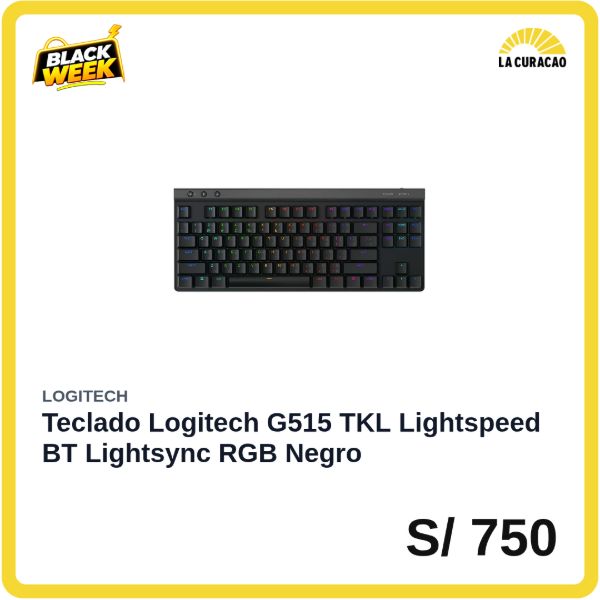 BLACK
WEEK
LA CURACAO
LOGITECH
Teclado Logitech G515 TKL Lightspeed
BT Lightsync RGB Negro
S/ 750